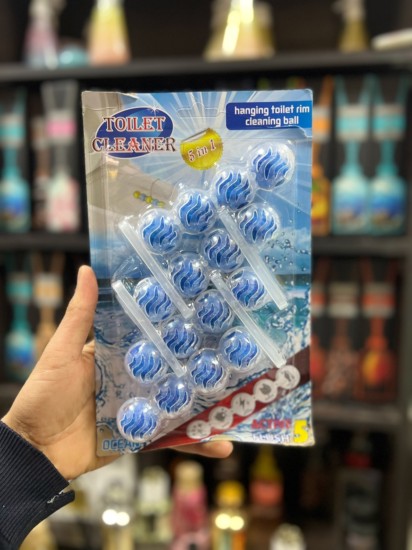 TOILET
CLEANER
hanging toilet rim
cleaning ball
5 in 1
5